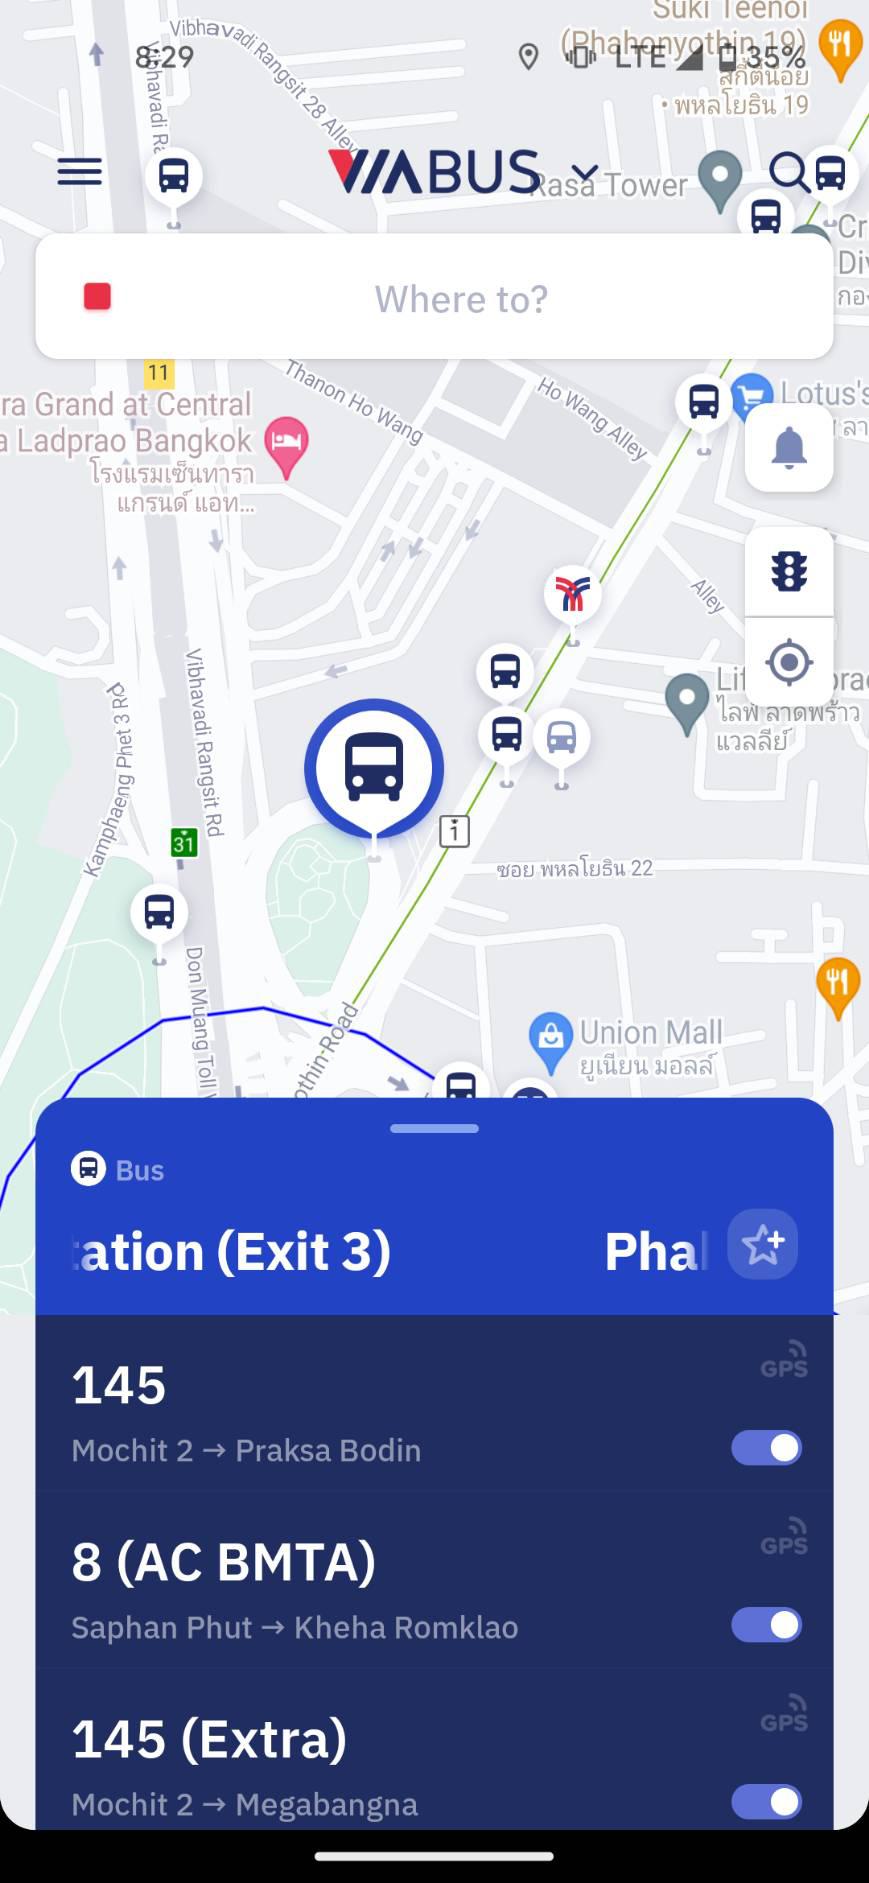 Suki Teenoi
(Phahonyothin 19)
8:29
LTE
35%
สุกี้ตี๋น้อย
• พหลโยธิน 19
Vibhavadi Rangsit 28 Alley
VIABUS
Rasa Tower
Where to?
11
Thanon Ho Wang
Ho Wang Alley
Lotus's
ra Grand at Central
a Ladprao Bangkok
โรงแรมเซ็นทารา
แกรนด์ แอท...
Alley
ไลฟ์ ลาดพร้าว
แวลลีย์
Kamphaeng Phet 3 Rd
Vibhavadi Rangsit Rd
31
1
ซอย พหลโยธิน 22
Don Muang Toll
othin Road
Union Mall
ยูเนียน มอลล์
Bus
tation (Exit 3)
Pha
145
GPS
Mochit 2 → Praksa Bodin
8 (AC BMTA)
GPS
Saphan Phut → Kheha Romklao
145 (Extra)
GPS
Mochit 2 → Megabangna